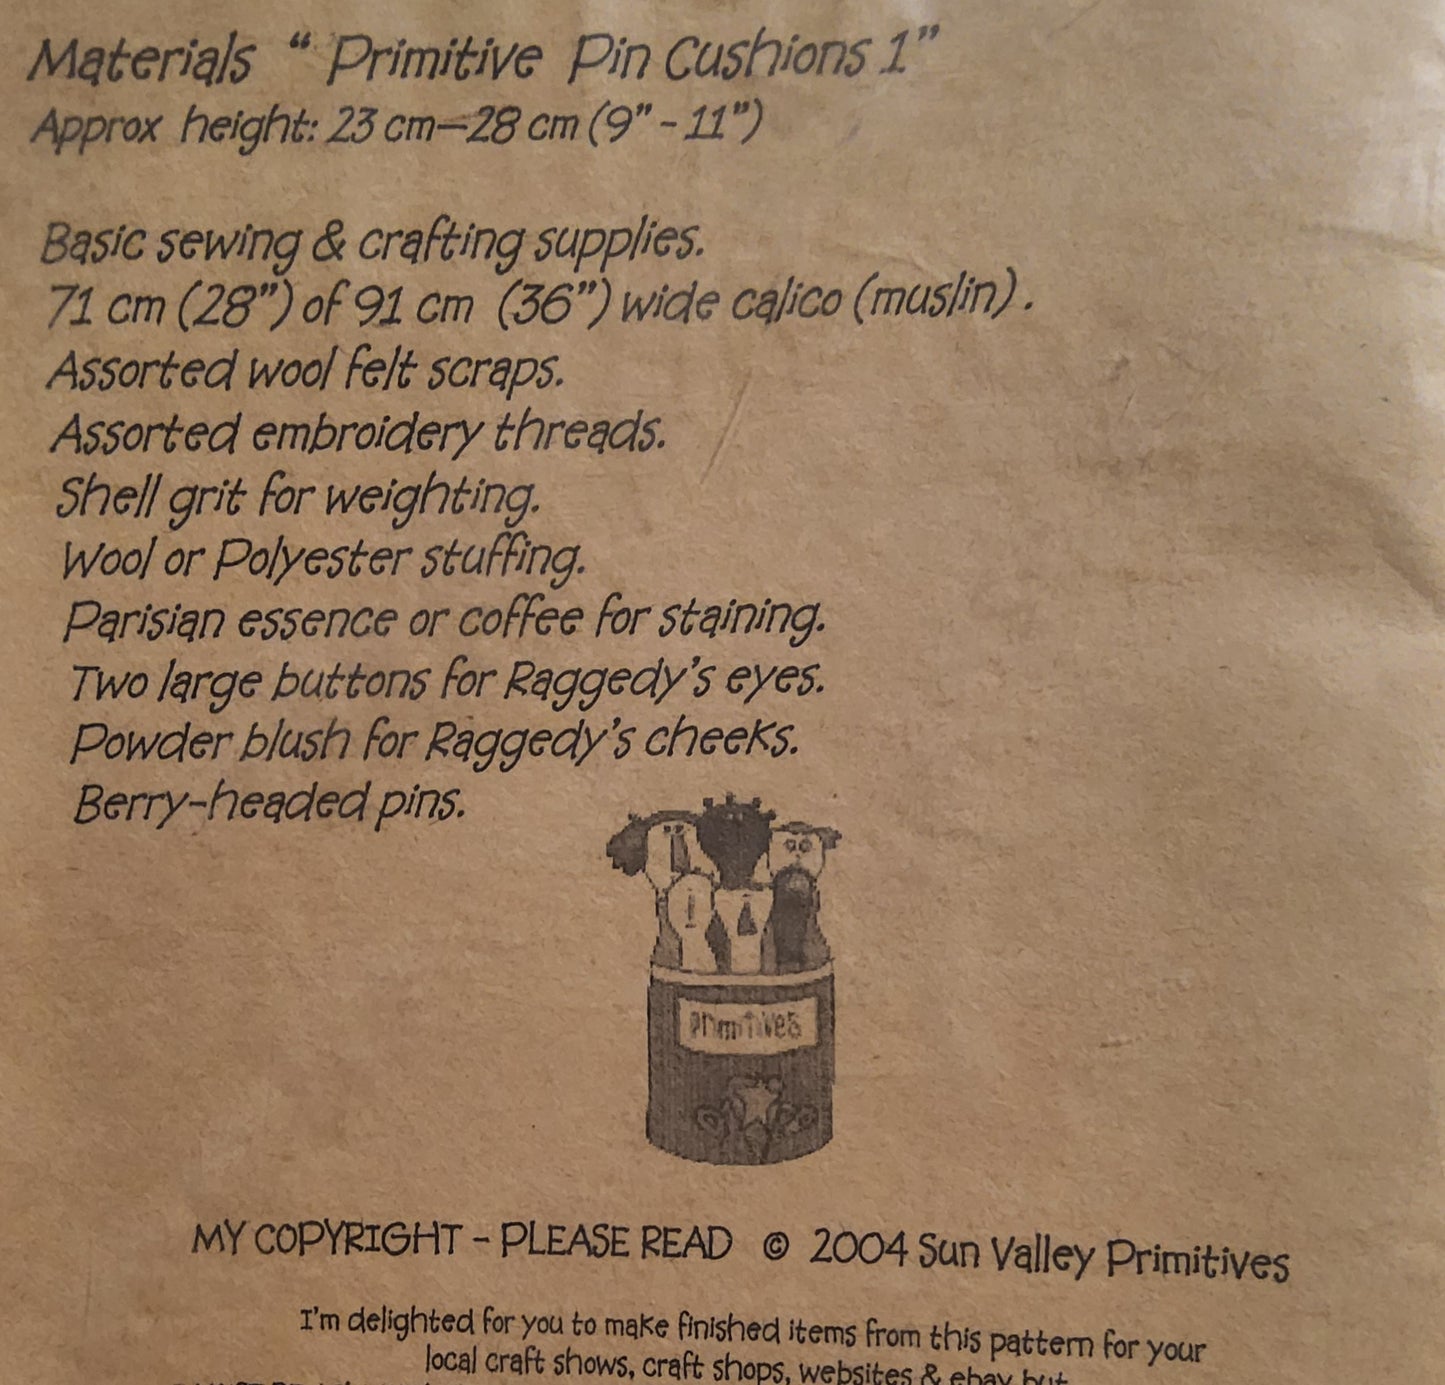 Materials “ Primitive Pin Cushions 1”
Approx height: 23 cm—28 cm (9” - 11”)
Basic sewing & crafting supplies.
71 cm (28”) of 91 cm (36”) wide calico (muslin) .
Assorted wool felt scraps.
Assorted embroidery threads.
Shell grit for weighting.
Wool or Polyester stuffing.
Parisian essence or coffee for staining.
Two large buttons for Raggedy’s eyes.
Powder blush for Raggedy’s cheeks.
Berry-headed pins.
Primitives
MY COPYRIGHT - PLEASE READ © 2004 Sun Valley Primitives
I’m delighted for you to make finished items from this pattern for your
local craft shows, craft shops, websites & ebay but